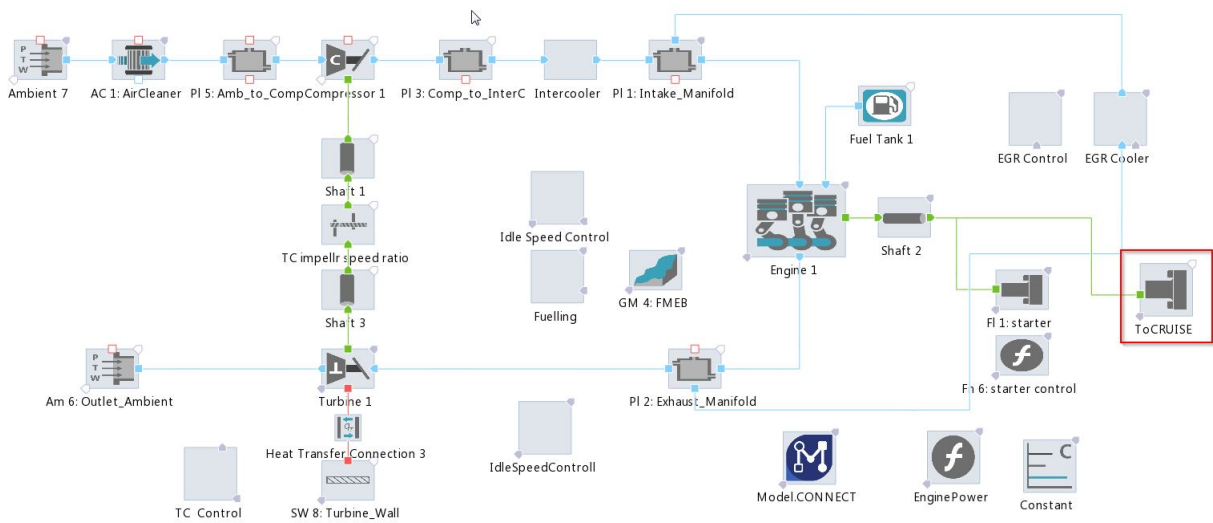 Ambient 7
AC 1: AirCleaner
Pl 5: Amb_to_Comp
Compressor 1
Pl 3: Comp_to_InterC
Intercooler
Pl 1: Intake_Manifold
Fuel Tank 1
EGR Control
EGR Cooler
Shaft 1
Idle Speed Control
TC impellr speed ratio
Engine 1
Shaft 2
GM 4: FMEB
Fuelling
Shaft 3
Fl 1: starter
ToCRUISE
Fn 6: starter control
Am 6: Outlet_Ambient
Turbine 1
Pl 2: Exhaust_Manifold
Heat Transfer Connection 3
IdleSpeedControll
TC Control
SW 8: Turbine_Wall
Model.CONNECT
EnginePower
Constant
P
T
W
C
P
T
W
C